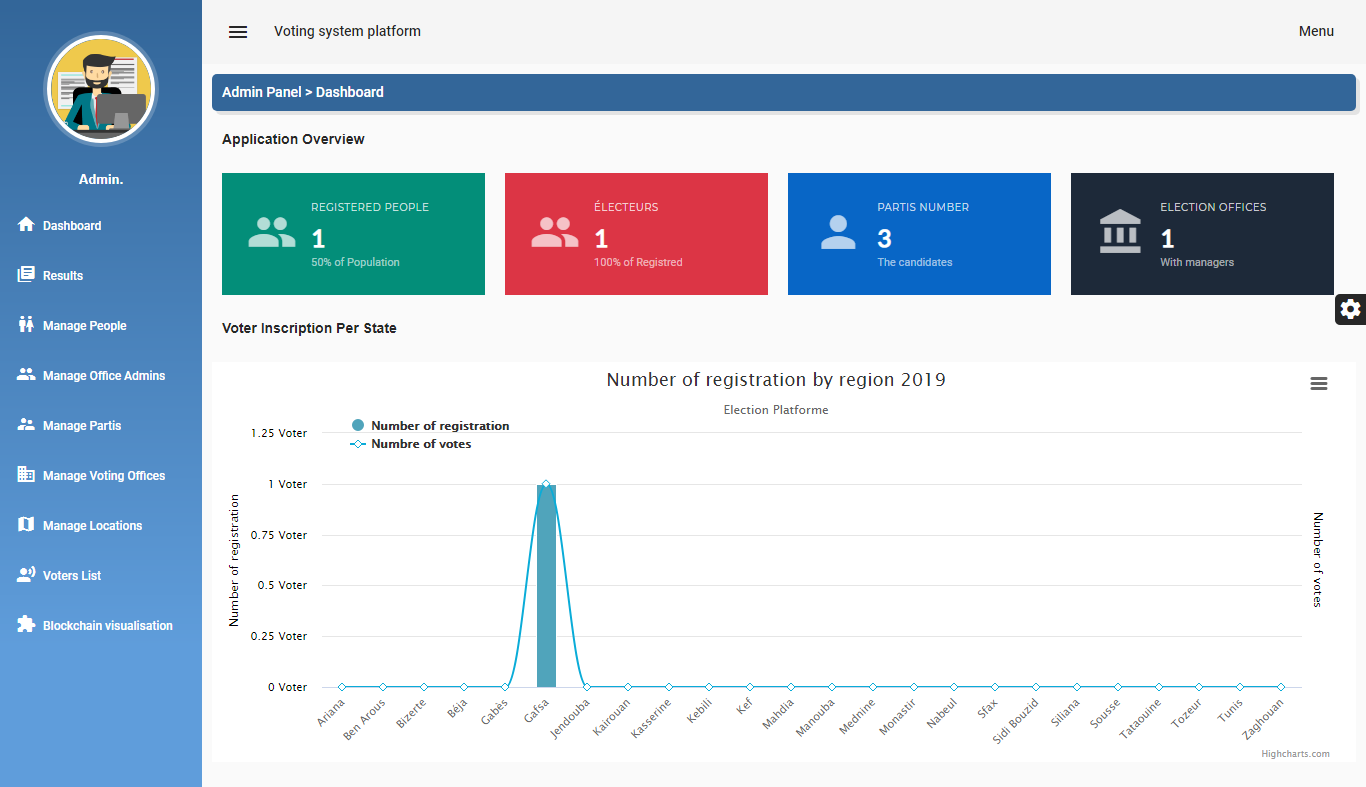 Voting system platform
Menu
Admin.
Dashboard
Results
Manage People
Manage Office Admins
Manage Partis
Manage Voting Offices
Manage Locations
Voters List
Blockchain visualisation
Admin Panel > Dashboard
Application Overview
REGISTERED PEOPLE
1
50% of Population
ÉLECTEURS
1
100% of Registred
PARTIS NUMBER
3
The candidates
ELECTION OFFICES
1
With managers
Voter Inscription Per State
Number of registration by region 2019
Election Platforme
Number of registration
Numbre of votes
Number of registration
1.25 Voter
1 Voter
0.75 Voter
0.5 Voter
0.25 Voter
0 Voter
Number of votes
Ariana
Ben Arous
Bizerte
Béja
Gabès
Gafsa
Jendouba
Kairouan
Kasserine
Kebili
Kef
Mahdia
Manouba
Mednine
Monastir
Nabeul
Sfax
Sidi Bouzid
Siliana
Sousse
Tataouine
Tozeur
Tunis
Zaghouan
Highcharts.com